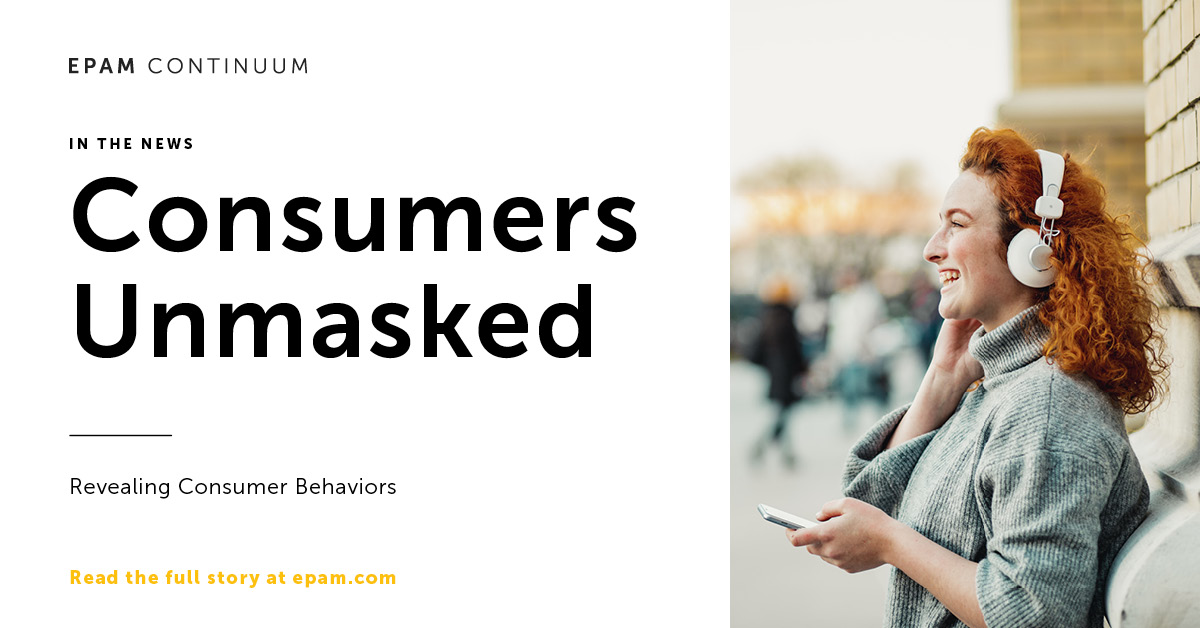 EPAM CONTINUUM
IN THE NEWS
Consumers
Unmasked
Revealing Consumer Behaviors
Read the full story at epam.com